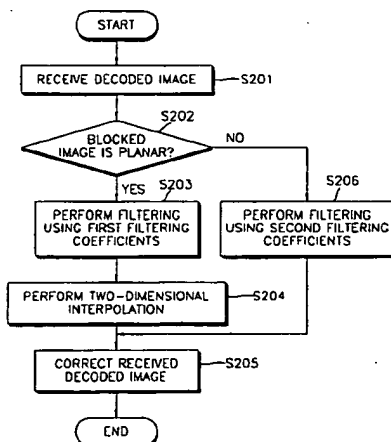 START
RECEIVE DECODED IMAGE
S201
S202
BLOCKED
IMAGE IS PLANAR?
NO
YES
S203
S206
PERFORM FILTERING
USING FIRST FILTERING
COEFFICIENTS
PERFORM FILTERING
USING SECOND FILTERING
COEFFICIENTS
PERFORM TWO-DIMENSIONAL
INTERPOLATION
S204
CORRECT RECEIVED
DECODED IMAGE
S205
END